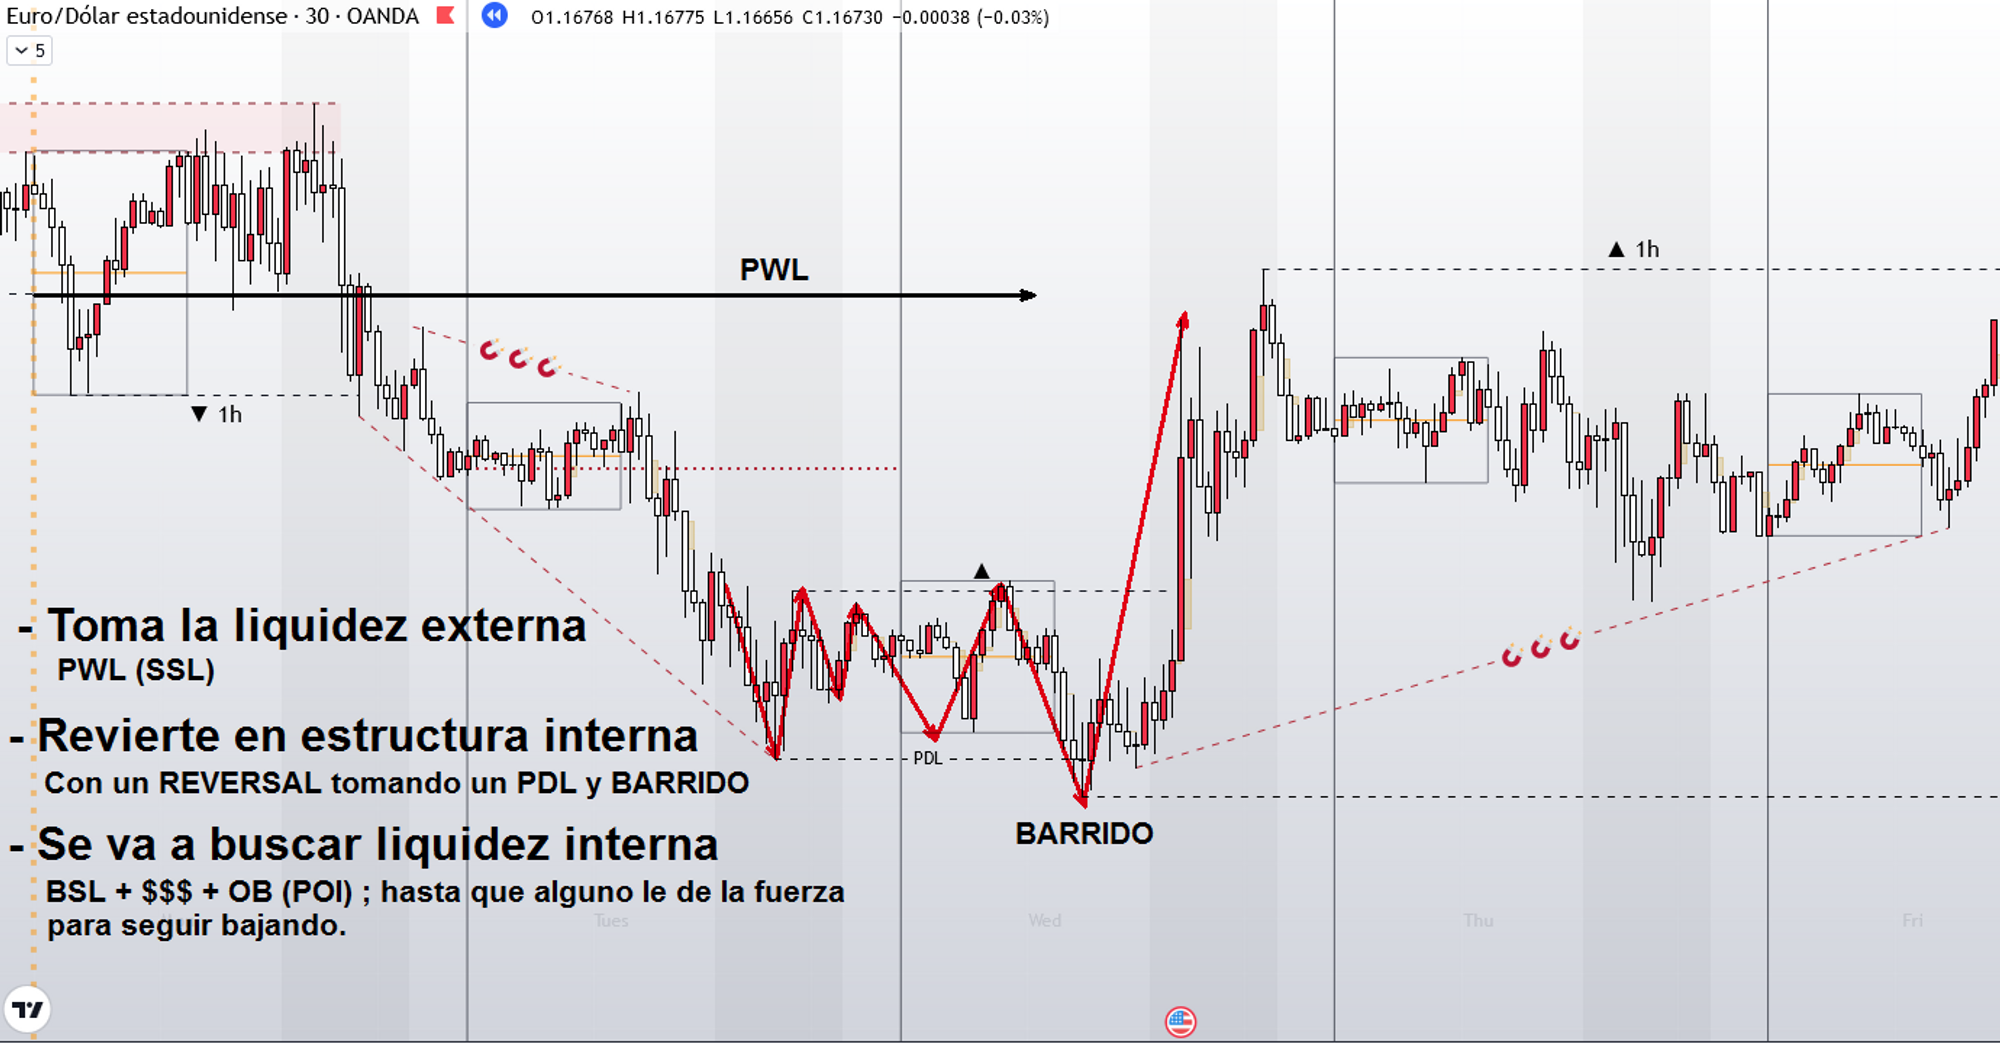 Euro/Dólar estadounidense · 30 · OANDA O1.16768 H1.16775 L1.16656 C1.16730 −0.00038 (−0.03%)
5
PWL
▲ 1h
▼ 1h
▲
- Toma la liquidez externa
PWL (SSL)
- Revierte en estructura interna
PDL
Con un REVERSAL tomando un PDL y BARRIDO
BARRIDO
- Se va a buscar liquidez interna
BSL + $$$ + OB (POI) ; hasta que alguno le de la fuerza
para seguir bajando.
Tues Wed Thu Fri